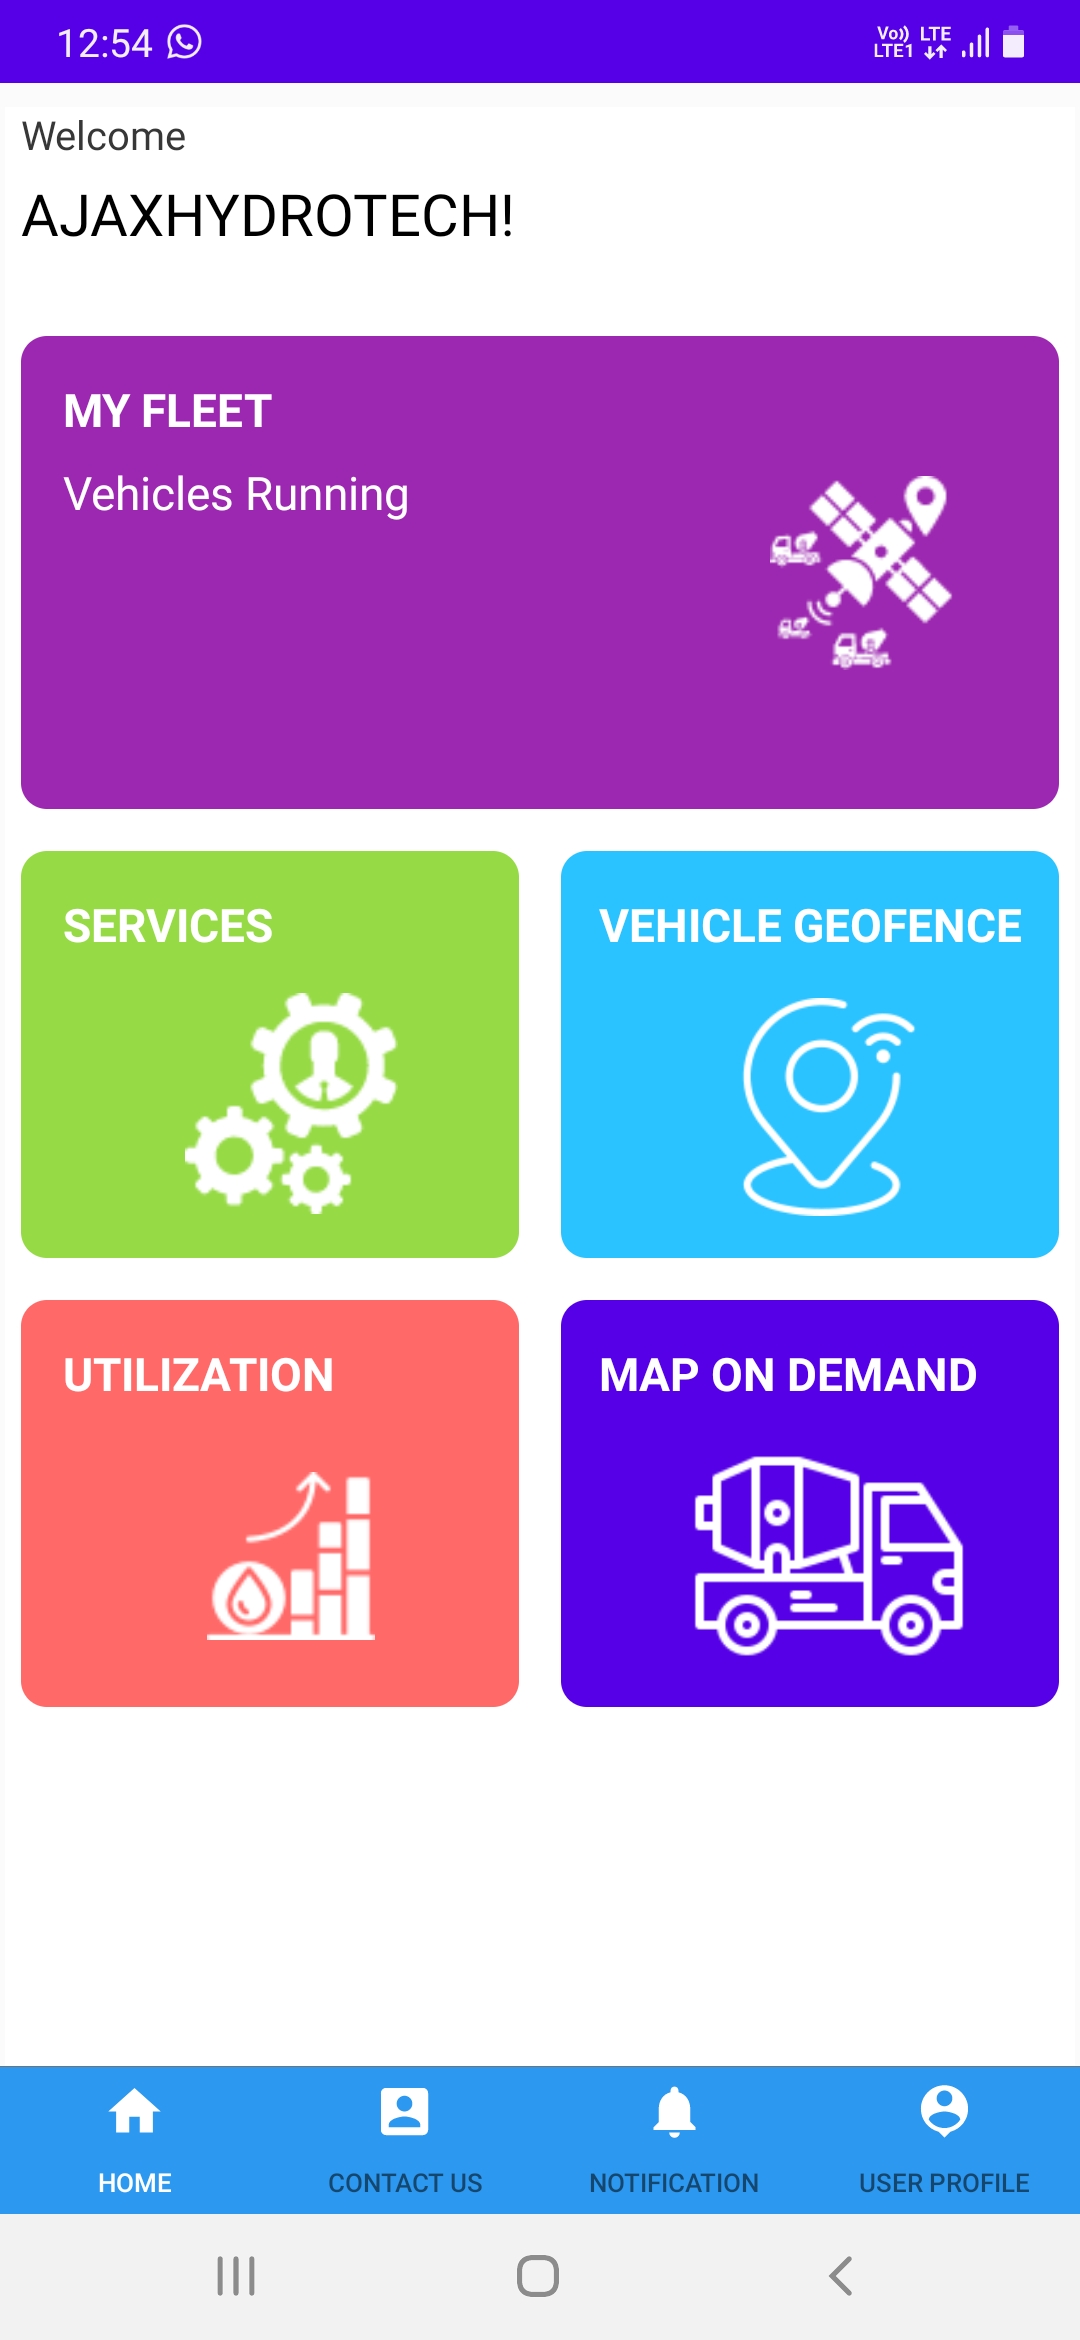 12:54
Vo)) LTE
LTE1
Welcome
AJAXHYDROTECH!
MY FLEET
Vehicles Running
SERVICES
VEHICLE GEOFENCE
UTILIZATION
MAP ON DEMAND
HOME
CONTACT US
NOTIFICATION
USER PROFILE